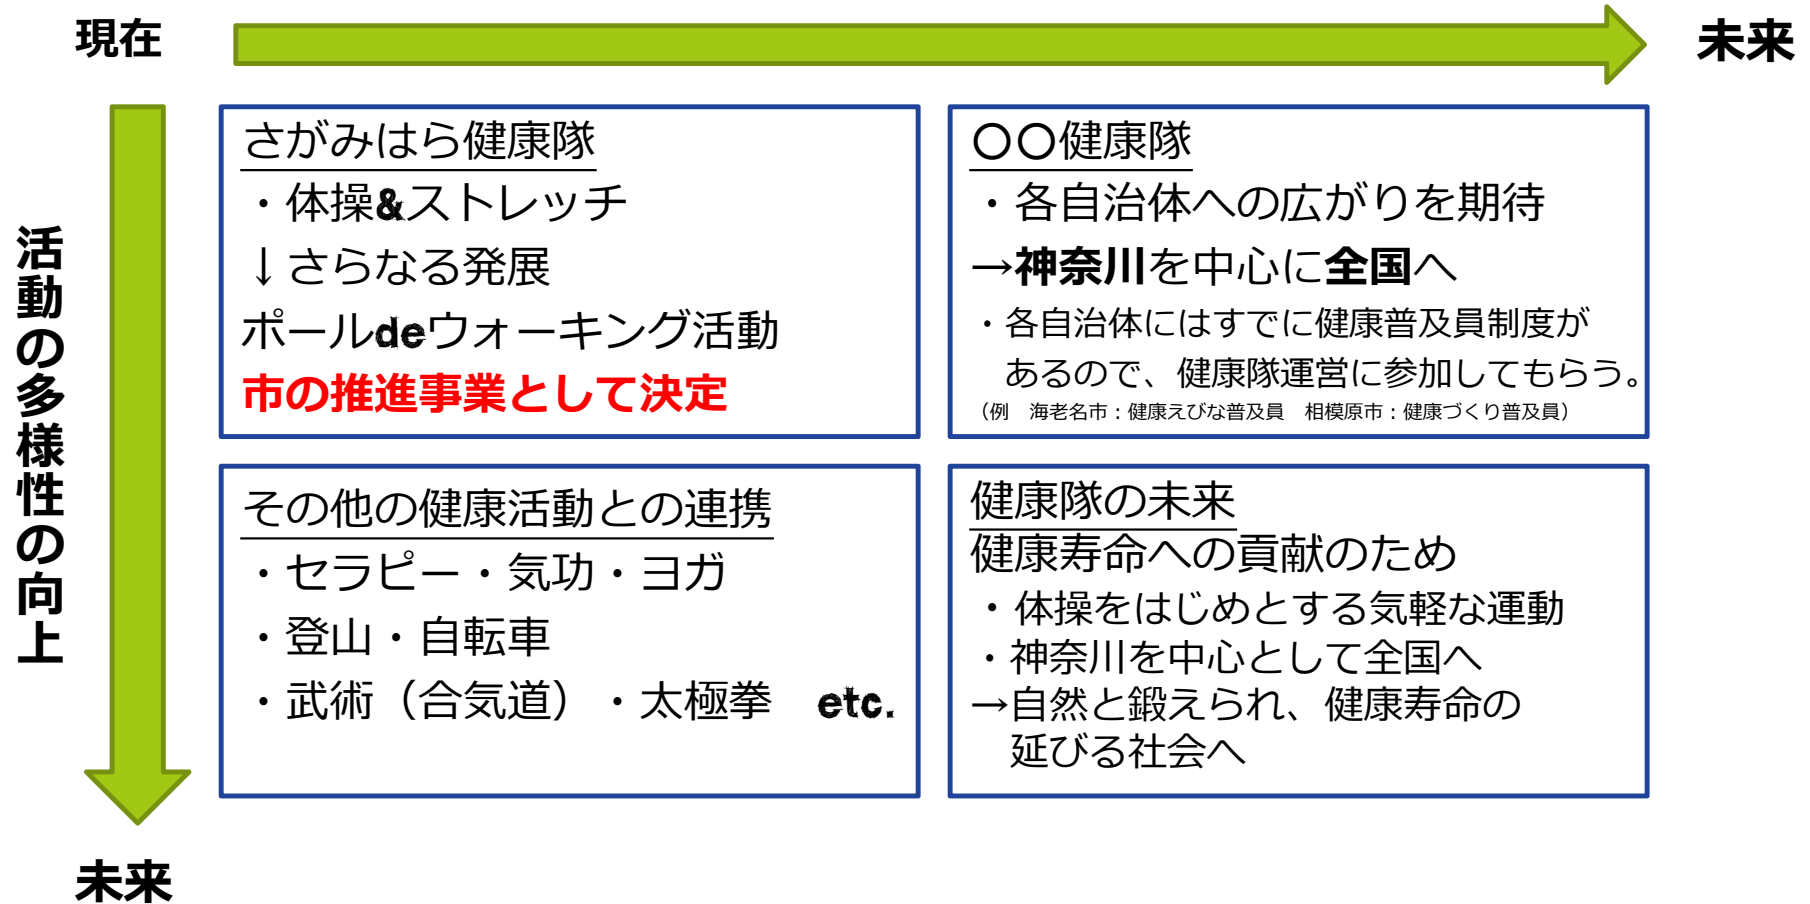 現在
未来
活動の多様性の向上
さがみはら健康隊
・体操&ストレッチ
↓さらなる発展
ポールdeウォーキング活動
市の推進事業として決定
〇〇健康隊
・各自治体への広がりを期待
→神奈川を中心に全国へ
・各自治体にはすでに健康普及員制度が
あるので、健康隊運営に参加してもらう。
（例　海老名市：健康えびな普及員　相模原市：健康づくり普及員）
その他の健康活動との連携
・セラピー・気功・ヨガ
・登山・自転車
・武術（合気道）・太極拳　etc.
健康隊の未来
健康寿命への貢献のため
・体操をはじめとする気軽な運動
・神奈川を中心として全国へ
→自然と鍛えられ、健康寿命の
延びる社会へ
未来